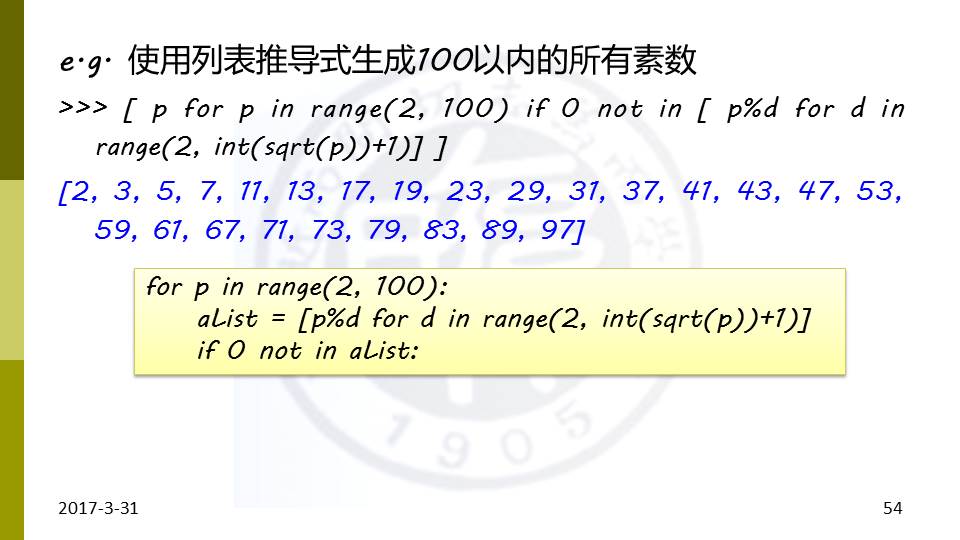 e.g. 使用列表推导式生成100以内的所有素数
>>> [ p for p in range(2, 100) if 0 not in [ p%d for d in
range(2, int(sqrt(p))+1)] ]
[2, 3, 5, 7, 11, 13, 17, 19, 23, 29, 31, 37, 41, 43, 47, 53,
59, 61, 67, 71, 73, 79, 83, 89, 97]
for p in range(2, 100):
aList = [p%d for d in range(2, int(sqrt(p))+1)]
if 0 not in aList:
1905
2017-3-31
54